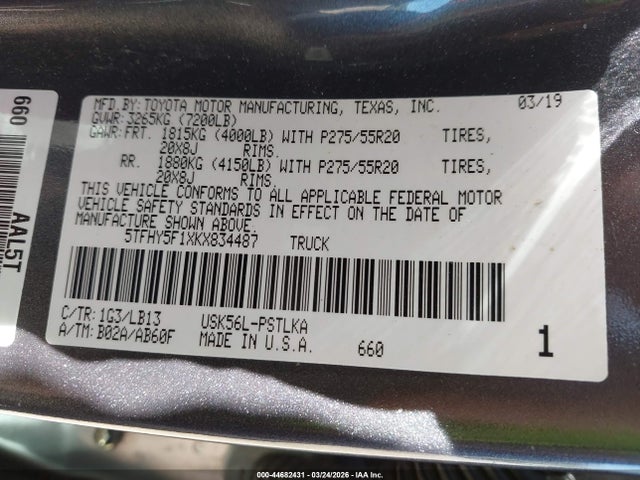 MFD.BY: TOYOTA MOTOR MANUFACTURING, TEXAS, INC. 03/19
GVWR: 3265KG (7200LB)
GAWR: FRT. 1815KG (4000LB) WITH P275/55R20 TIRES,
20X8J RIMS,
RR. 1880KG (4150LB) WITH P275/55R20 TIRES,
20X8J RIMS,
THIS VEHICLE CONFORMS TO ALL APPLICABLE FEDERAL MOTOR
VEHICLE SAFETY STANDARDS IN EFFECT ON THE DATE OF
MANUFACTURE SHOWN ABOVE.
5TFHY5F1XKX834487 TRUCK
C/TR: 1G3/LB13 USK56L-PSTLKA
A/TM: B02A/AB60F MADE IN U.S.A. 660 1
660
AAL5T
000-44682431 - 03/24/2026 - IAA Inc.